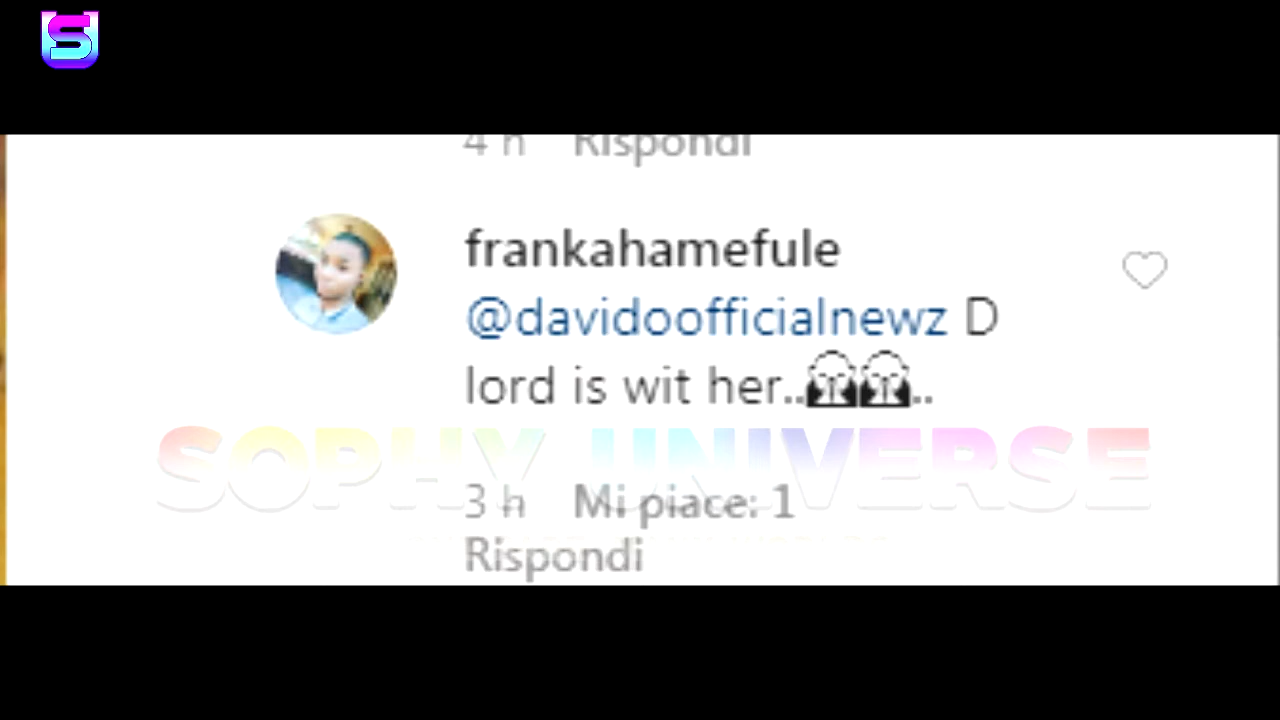 S
4 h Rispondi
frankahamefule
@davidoofficialnewz D
lord is wit her....
SOPHY UNIVERSE
3 h Mi piace: 1
Rispondi